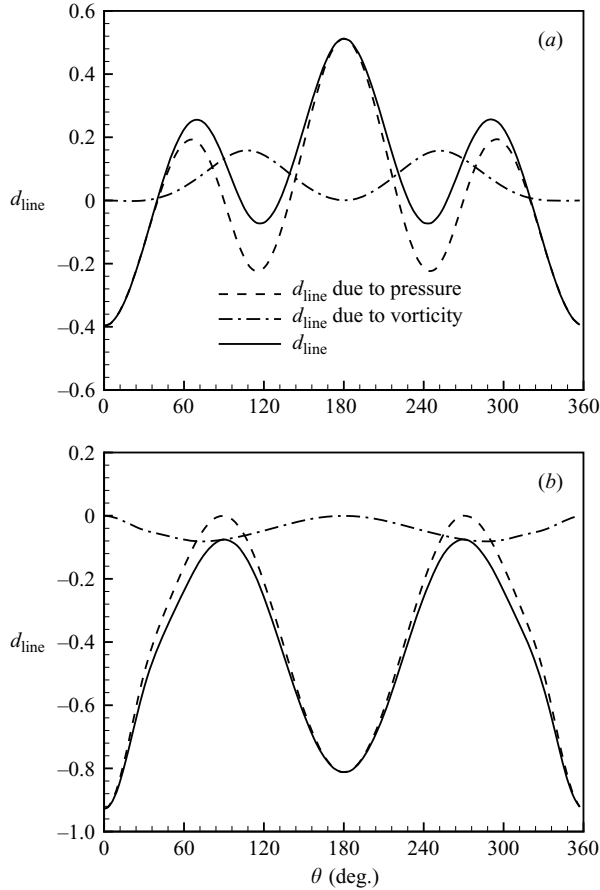 0.6
(a)
0.4
0.2
d_line
0
–0.2
d_line due to pressure
d_line due to vorticity
d_line
–0.4
–0.6
0 60 120 180 240 300 360
0.2
(b)
0
–0.2
–0.4
d_line
–0.6
–0.8
–1.0
0 60 120 180 240 300 360
θ (deg.)